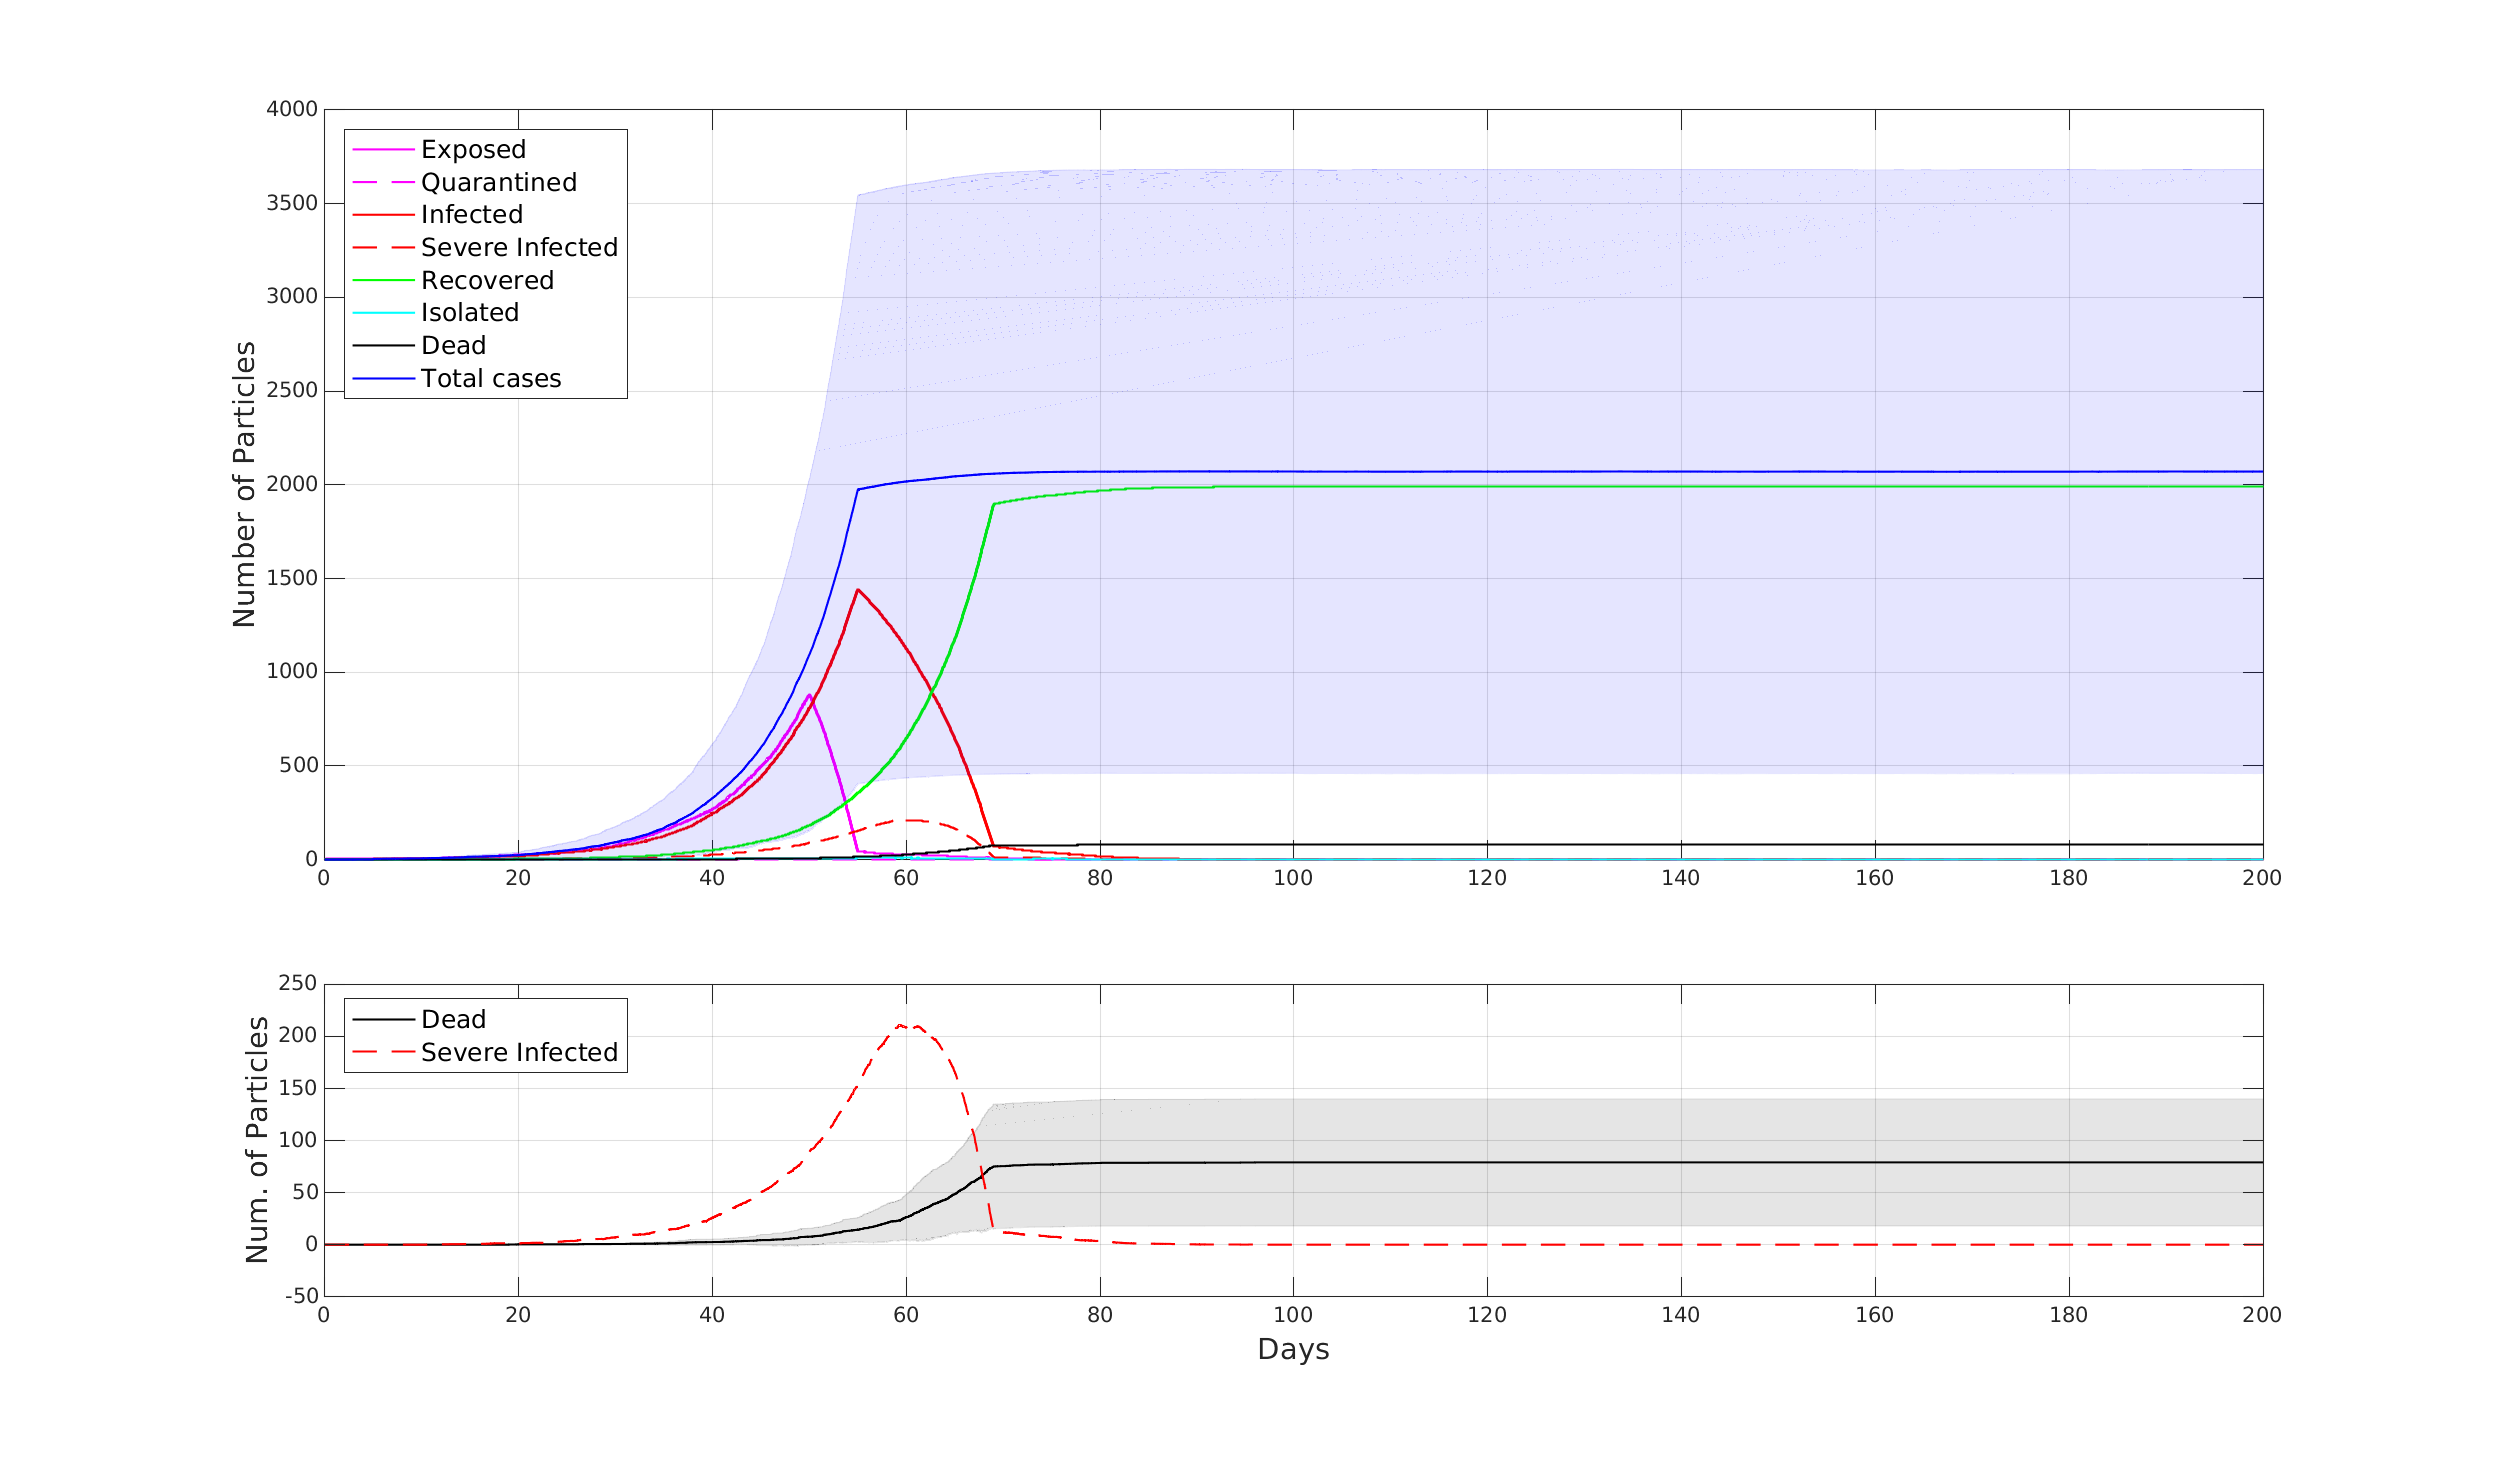 4000
3500
3000
2500
2000
1500
1000
500
0
Number of Particles
Exposed
Quarantined
Infected
Severe Infected
Recovered
Isolated
Dead
Total cases
0 20 40 60 80 100 120 140 160 180 200
250
200
150
100
50
0
-50
Num. of Particles
Dead
Severe Infected
0 20 40 60 80 100 120 140 160 180 200
Days